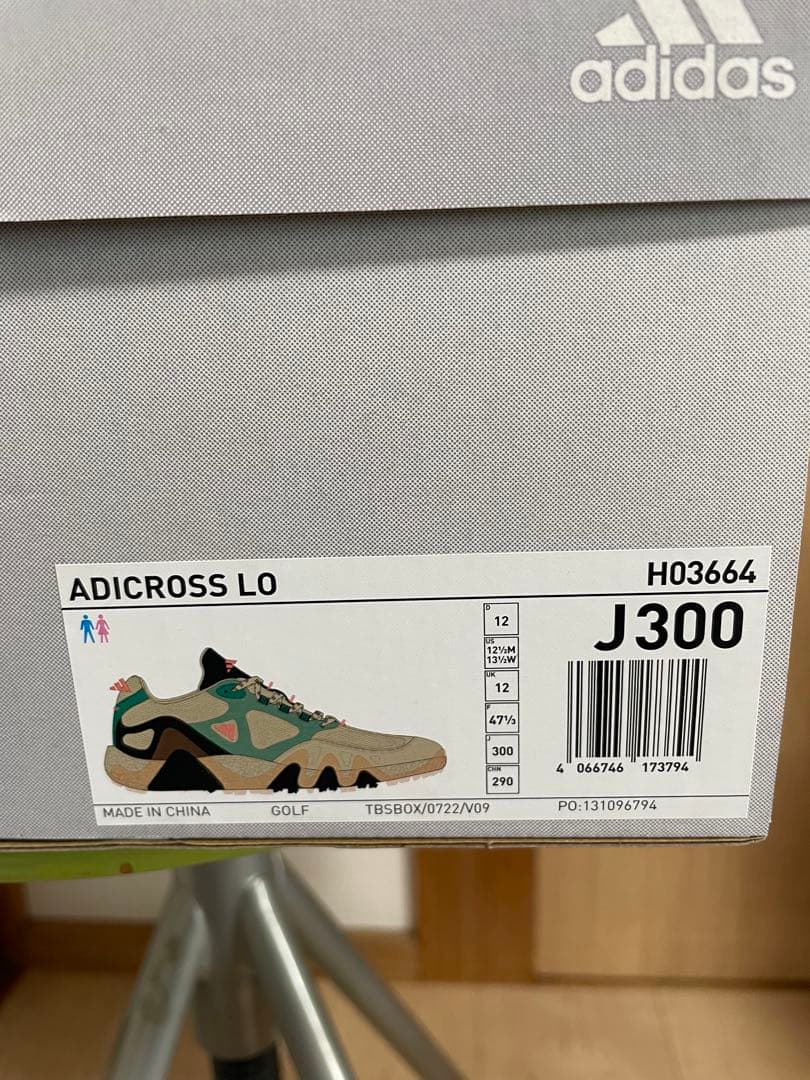 adidas
ADICROSS LO
H03664
J300
D
12
US
12½M
13½W
UK
12
F
47⅓
J
300
CHN
290
4 066746 173794
MADE IN CHINA GOLF TBSBOX/0722/V09 PO:131096794